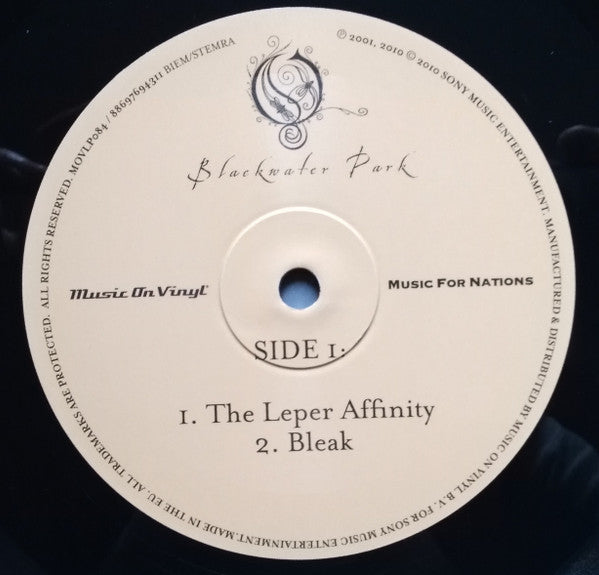 MOVLP084 / 88697694311 BIEM/STEMRA
℗ 2001, 2010 © 2010 SONY MUSIC ENTERTAINMENT. MANUFACTURED & DISTRIBUTED BY MUSIC ON VINYL B.V. FOR SONY MUSIC ENTERTAINMENT. MADE IN THE EU. ALL TRADEMARKS ARE PROTECTED. ALL RIGHTS RESERVED.
Blackwater Park
Music On Vinyl
MUSIC FOR NATIONS
SIDE 1:
1. The Leper Affinity
2. Bleak